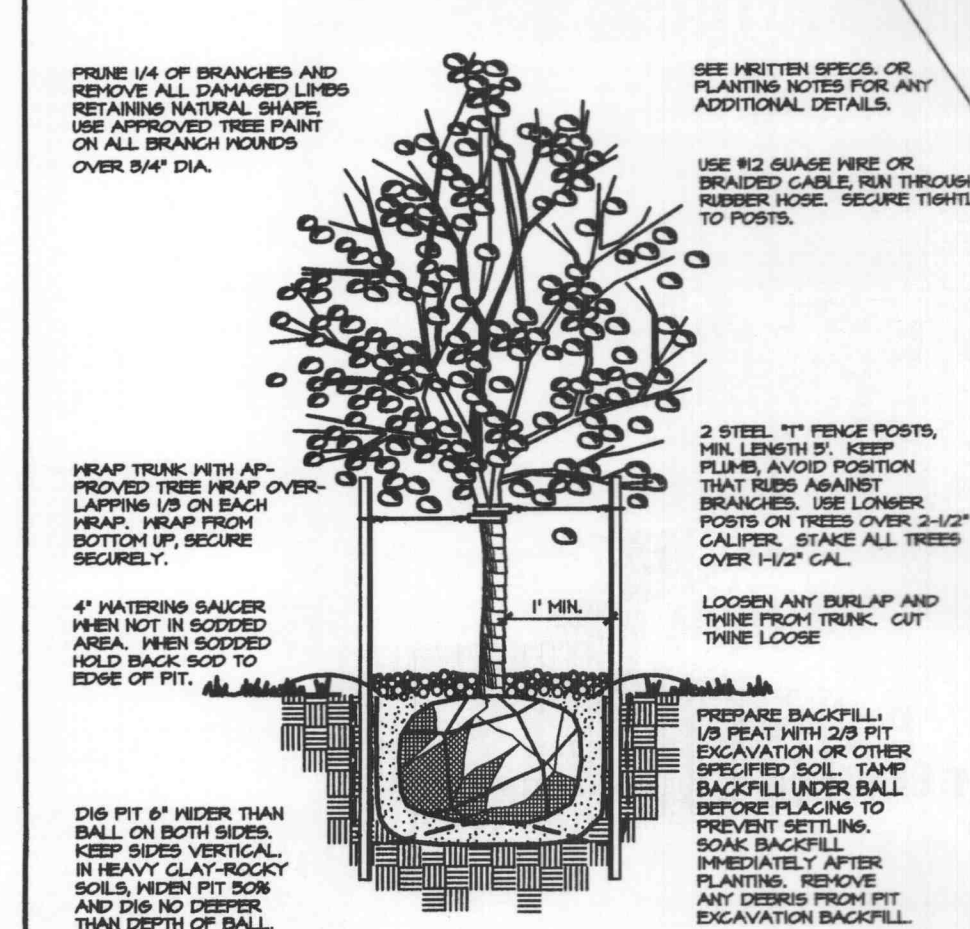 PRUNE 1/4 OF BRANCHES AND
REMOVE ALL DAMAGED LIMBS
RETAINING NATURAL SHAPE,
USE APPROVED TREE PAINT
ON ALL BRANCH WOUNDS
OVER 3/4" DIA.
WRAP TRUNK WITH AP-
PROVED TREE WRAP OVER-
LAPPING 1/3 ON EACH
WRAP. WRAP FROM
BOTTOM UP, SECURE
SECURELY.
4" WATERING SAUCER
WHEN NOT IN SODDED
AREA. WHEN SODDED
HOLD BACK SOD TO
EDGE OF PIT.
DIG PIT 6" WIDER THAN
BALL ON BOTH SIDES.
KEEP SIDES VERTICAL.
IN HEAVY CLAY-ROCKY
SOILS, WIDEN PIT 50%
AND DIG NO DEEPER
THAN DEPTH OF BALL.
1' MIN.
SEE WRITTEN SPECS. OR
PLANTING NOTES FOR ANY
ADDITIONAL DETAILS.
USE #12 GUAGE WIRE OR
BRAIDED CABLE, RUN THROUGH
RUBBER HOSE. SECURE TIGHTL
TO POSTS.
2 STEEL "T" FENCE POSTS,
MIN. LENGTH 5'. KEEP
PLUMB, AVOID POSITION
THAT RUBS AGAINST
BRANCHES. USE LONGER
POSTS ON TREES OVER 2-1/2"
CALIPER. STAKE ALL TREES
OVER 1-1/2" CAL.
LOOSEN ANY BURLAP AND
TWINE FROM TRUNK. CUT
TWINE LOOSE
PREPARE BACKFILL:
1/3 PEAT WITH 2/3 PIT
EXCAVATION OR OTHER
SPECIFIED SOIL. TAMP
BACKFILL UNDER BALL
BEFORE PLACING TO
PREVENT SETTLING.
SOAK BACKFILL
IMMEDIATELY AFTER
PLANTING. REMOVE
ANY DEBRIS FROM PIT
EXCAVATION BACKFILL.